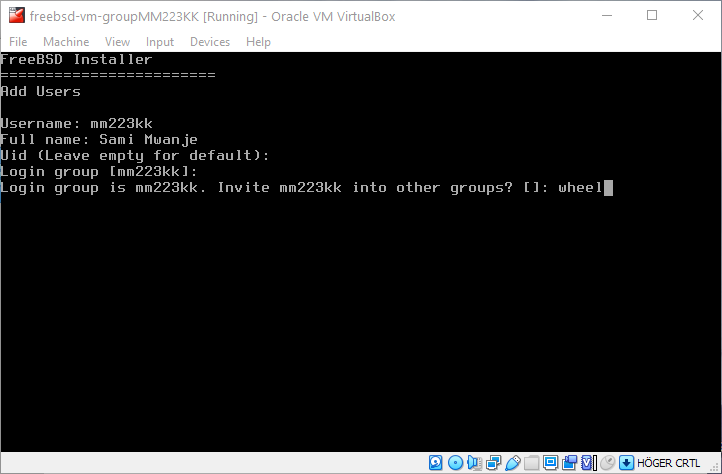 freebsd-vm-groupMM223KK [Running] - Oracle VM VirtualBox
File Machine View Input Devices Help
FreeBSD Installer
========================
Add Users
Username: mm223kk
Full name: Sami Mwanje
Uid (Leave empty for default):
Login group [mm223kk]:
Login group is mm223kk. Invite mm223kk into other groups? []: wheel
HÖGER CRTL